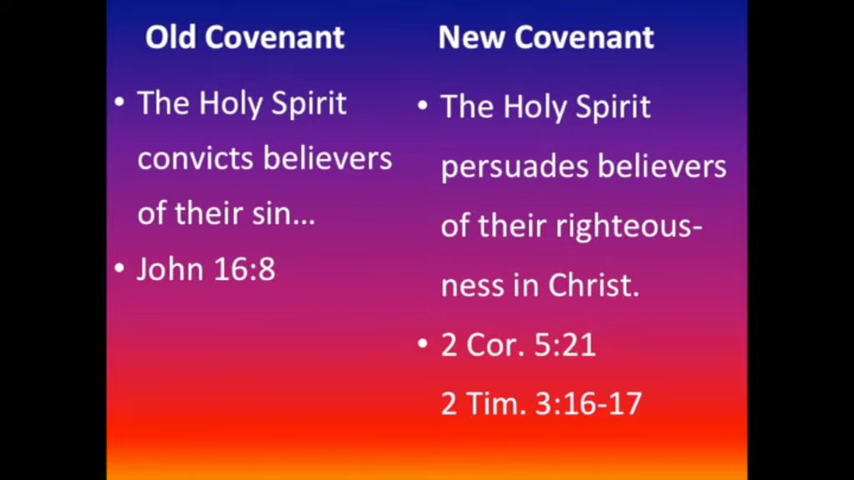 Old Covenant
• The Holy Spirit
convicts believers
of their sin...
• John 16:8
New Covenant
• The Holy Spirit
persuades believers
of their righteous-
ness in Christ.
• 2 Cor. 5:21
2 Tim. 3:16-17